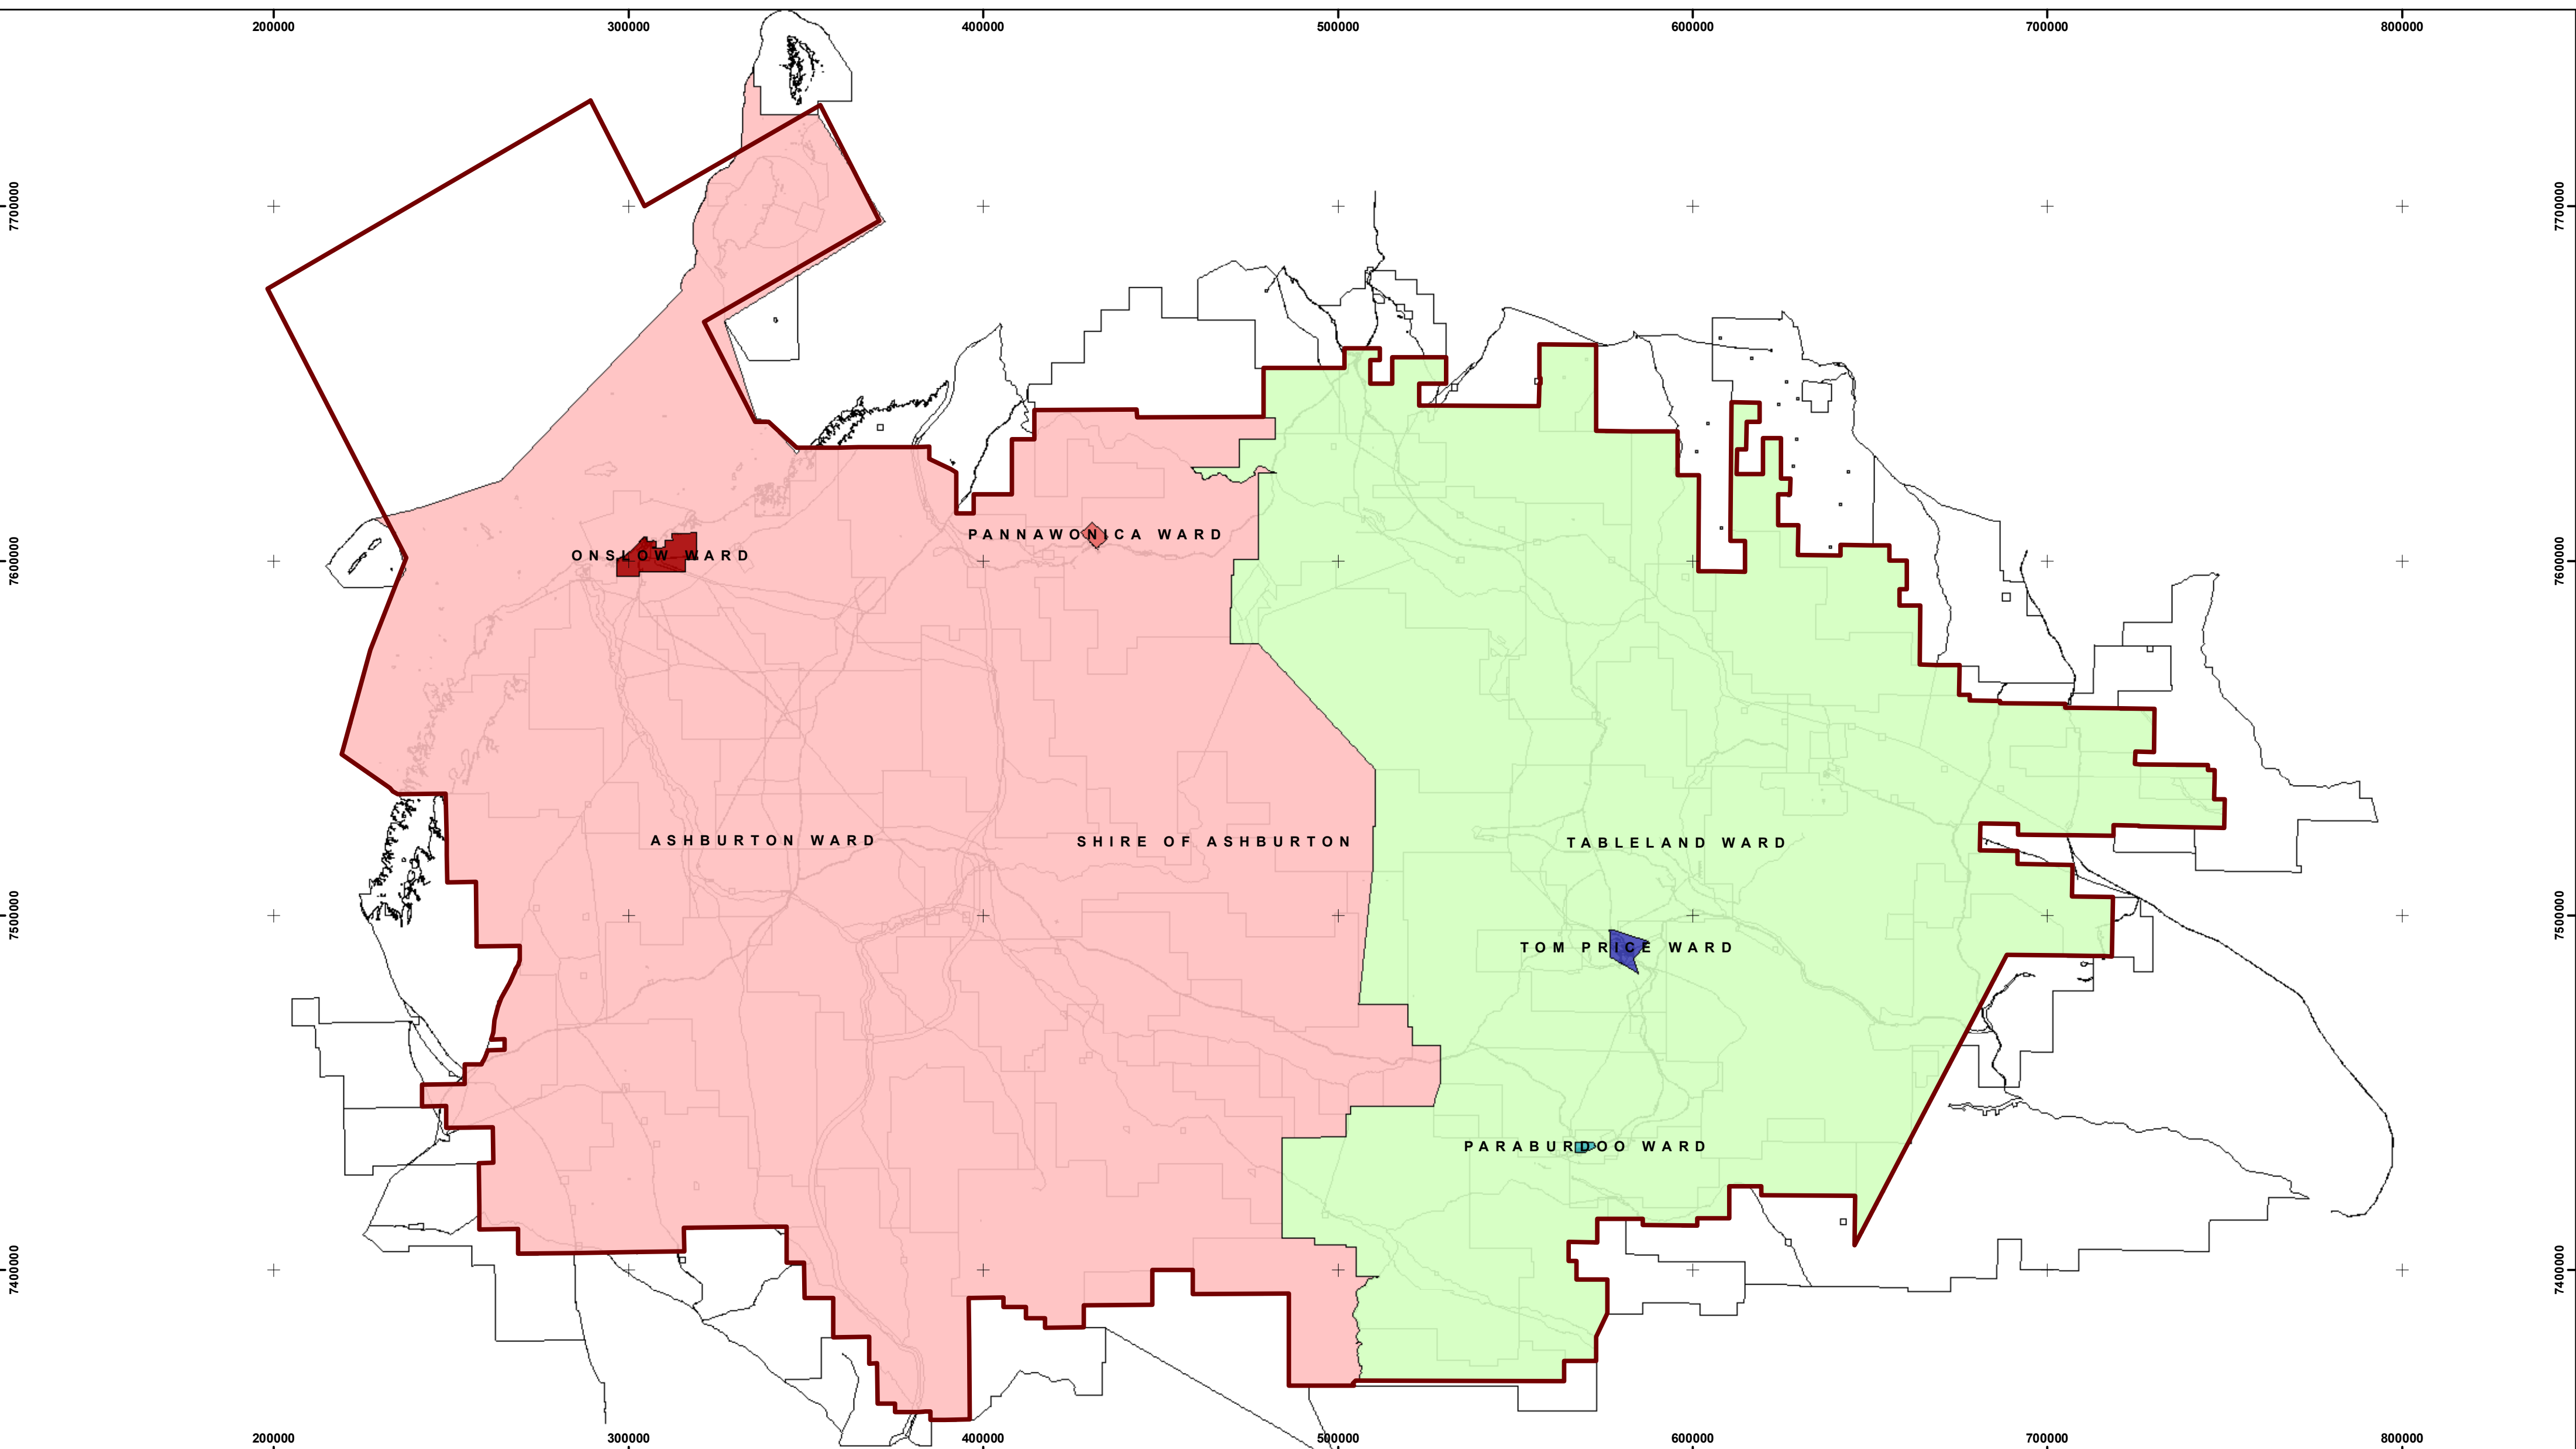 200000 300000 400000 500000 600000 700000 800000
7700000 7700000
PANNAWONICA WARD
ONSLOW WARD
7600000 7600000
ASHBURTON WARD SHIRE OF ASHBURTON TABLELAND WARD
7500000 7500000
TOM PRICE WARD
PARABURDOO WARD
7400000 7400000
200000 300000 400000 500000 600000 700000 800000